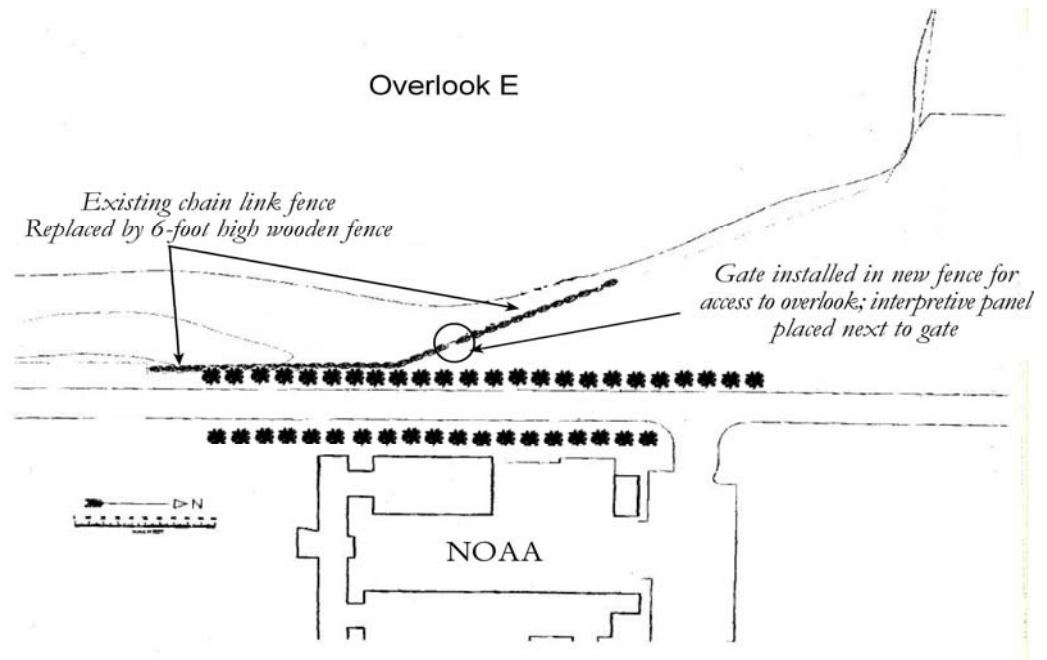 Overlook E
Existing chain link fence
Replaced by 6-foot high wooden fence
Gate installed in new fence for
access to overlook; interpretive panel
placed next to gate
N
NOAA